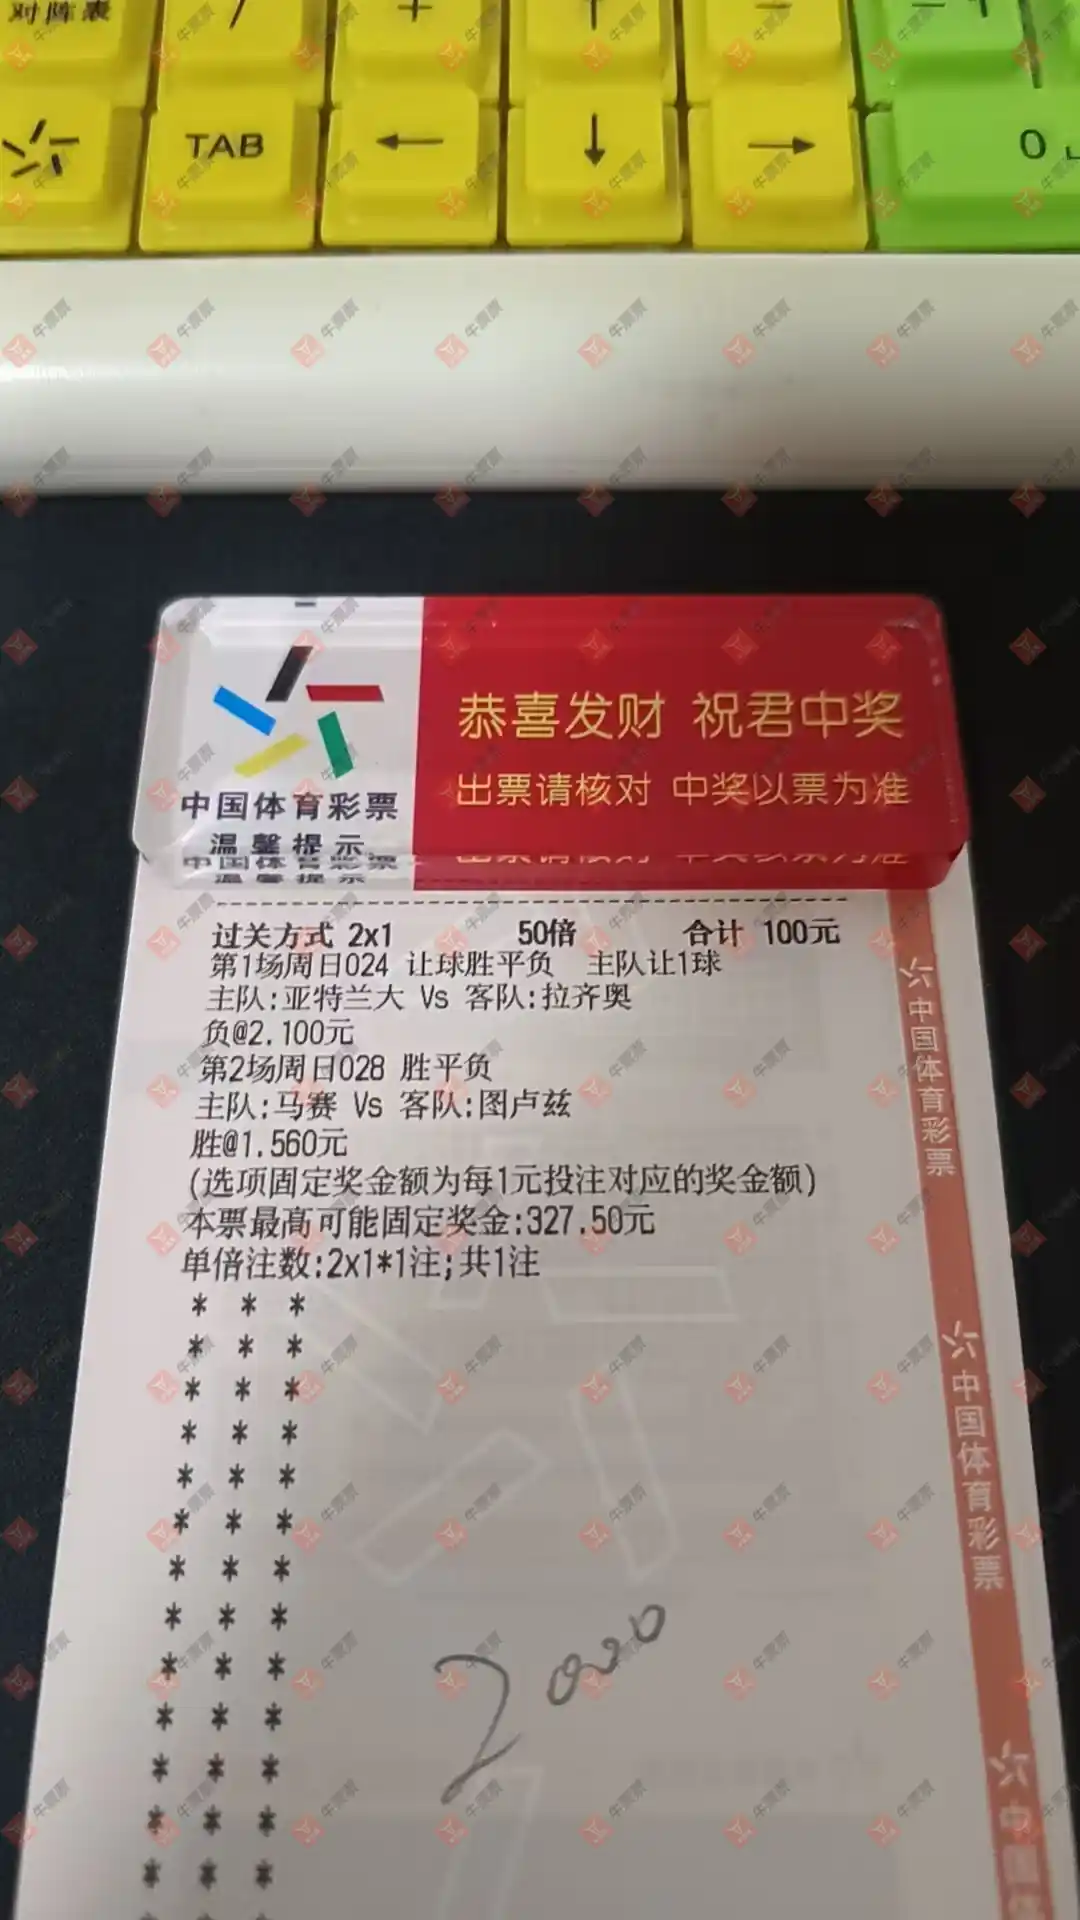 对阵表
/
+
↑
-
TAB
←
↓
→
0
恭喜发财 祝君中奖
出票请核对 中奖以票为准
中国体育彩票
温馨提示
过关方式 2x1 50倍 合计 100元
第1场周日024 让球胜平负 主队让1球
主队:亚特兰大 Vs 客队:拉齐奥
负@2.100元
第2场周日028 胜平负
主队:马赛 Vs 客队:图卢兹
胜@1.560元
(选项固定奖金额为每1元投注对应的奖金额)
本票最高可能固定奖金:327.50元
单倍注数:2x1*1注;共1注
* * *
* * *
* * *
* * *
* * *
* * *
* * *
* * *
* * *
* * *
* * *
* * *
* * *
2000
中国体育彩票
中国体育彩票
中国体
牛票票